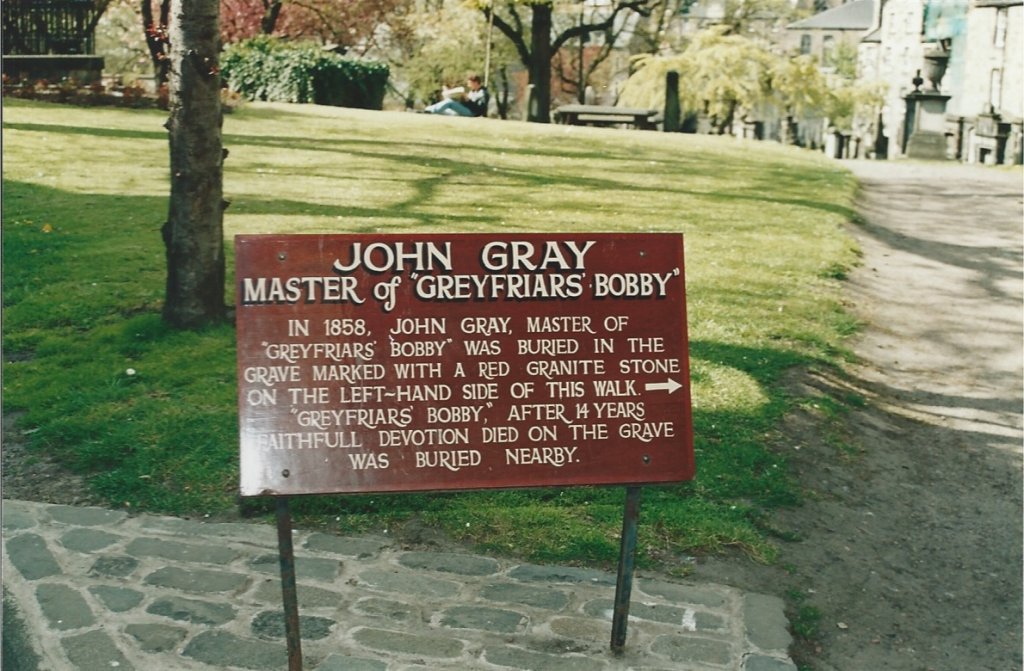 JOHN GRAY
MASTER of "GREYFRIARS' BOBBY"
IN 1858, JOHN GRAY, MASTER OF
"GREYFRIARS' BOBBY" WAS BURIED IN THE
GRAVE MARKED WITH A RED GRANITE STONE
ON THE LEFT-HAND SIDE OF THIS WALK. →
"GREYFRIARS' BOBBY," AFTER 14 YEARS
FAITHFULL DEVOTION DIED ON THE GRAVE
WAS BURIED NEARBY.